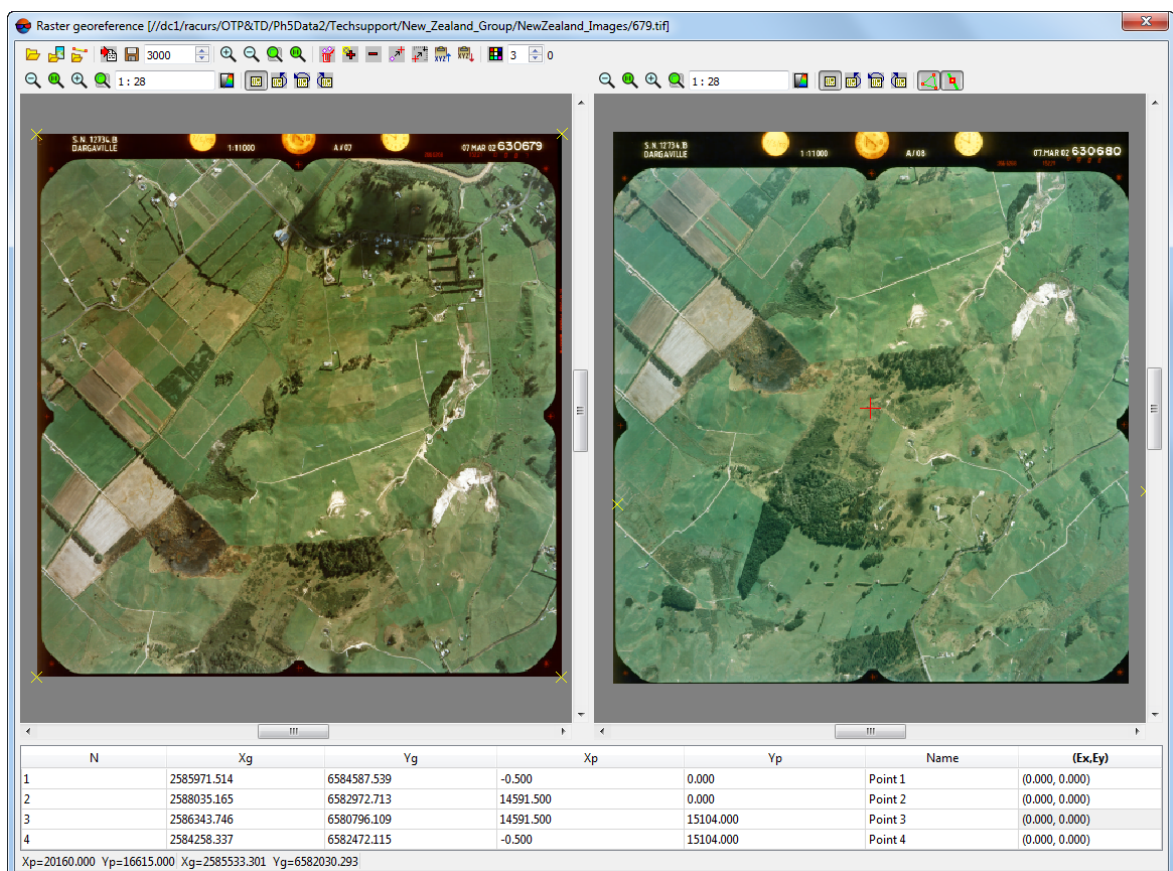 Raster georeference [//dc1/racurs/OTP&TD/Ph5Data2/Techsupport/New_Zealand_Group/NewZealand_Images/679.tif]
3000 3 0
1 : 28 1 : 28
S.N. 12734.B
DARGAVILLE 1:11000 A/07 07 MAR 02 630679
S.N. 12734.B
DARGAVILLE 1:11000 A/08 07.MAR 02 630680
N Xg Yg Xp Yp Name (Ex,Ey)
1 2585971.514 6584587.539 -0.500 0.000 Point 1 (0.000, 0.000)
2 2588035.165 6582972.713 14591.500 0.000 Point 2 (0.000, 0.000)
3 2586343.746 6580796.109 14591.500 15104.000 Point 3 (0.000, 0.000)
4 2584258.337 6582472.115 -0.500 15104.000 Point 4 (0.000, 0.000)
Xp=20160.000 Yp=16615.000 Xg=2585533.301 Yg=6582030.293